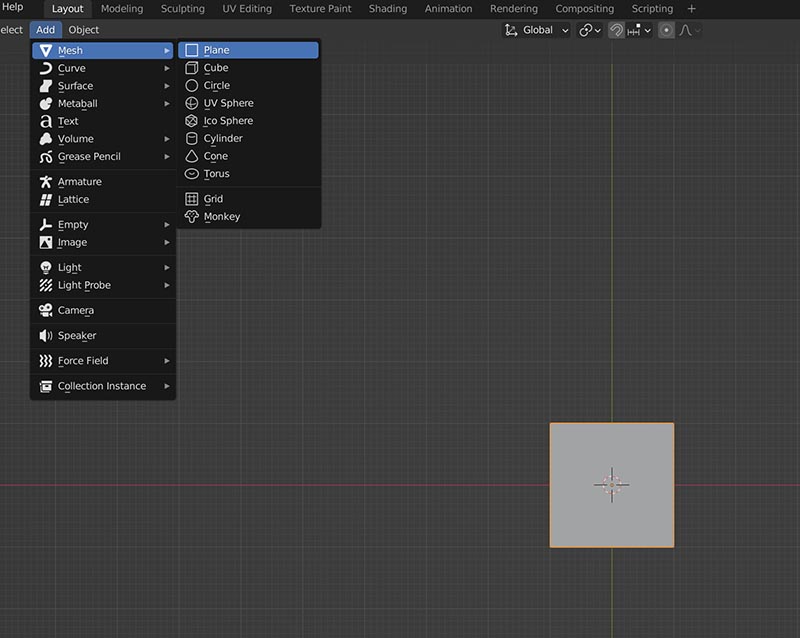 Help Layout Modeling Sculpting UV Editing Texture Paint Shading Animation Rendering Compositing Scripting +
elect Add Object Global
Mesh
Curve
Surface
Metaball
Text
Volume
Grease Pencil
Armature
Lattice
Empty
Image
Light
Light Probe
Camera
Speaker
Force Field
Collection Instance
Plane
Cube
Circle
UV Sphere
Ico Sphere
Cylinder
Cone
Torus
Grid
Monkey